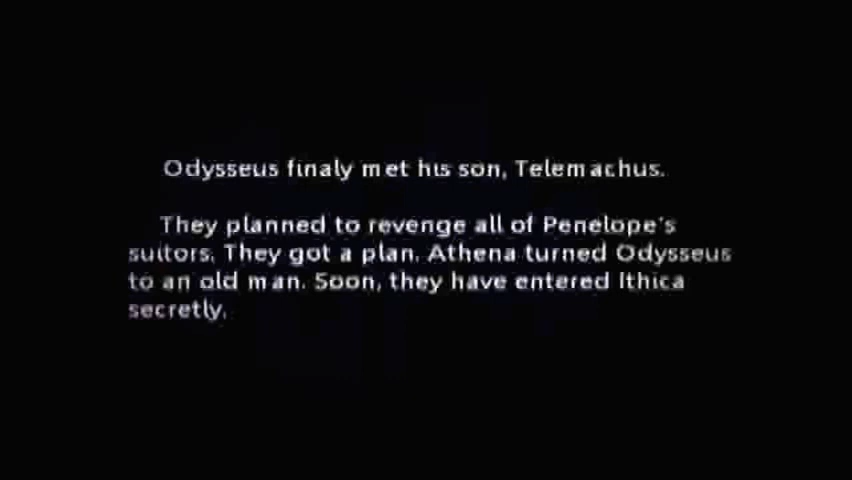 Odysseus finaly met his son, Telemachus.
They planned to revenge all of Penelope's
suitors. They got a plan. Athena turned Odysseus
to an old man. Soon, they have entered Ithica
secretly.